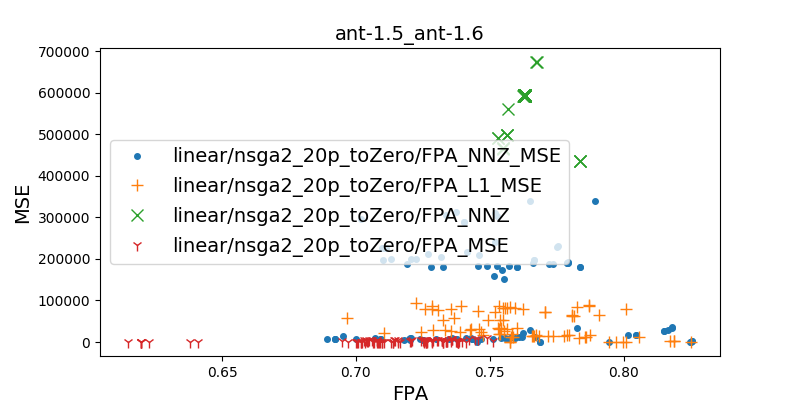 ant-1.5_ant-1.6
700000
600000
500000
400000
300000
200000
100000
0
MSE
linear/nsga2_20p_toZero/FPA_NNZ_MSE
linear/nsga2_20p_toZero/FPA_L1_MSE
linear/nsga2_20p_toZero/FPA_NNZ
linear/nsga2_20p_toZero/FPA_MSE
0.65 0.70 0.75 0.80
FPA